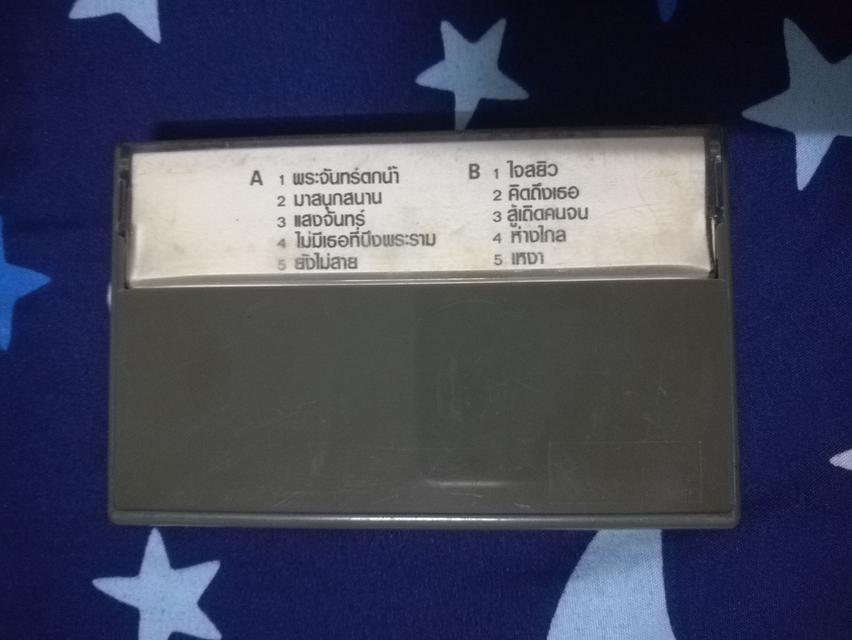 A
1 พระจันทร์ตกน้ำ
2 มาสนุกสนาน
3 แสงจันทร์
4 ไม่มีเธอที่บึงพระราม
5 ยังไม่สาย
B
1 ใจสยิว
2 คิดถึงเธอ
3 สู้เถิดคนจน
4 ห่างไกล
5 เหงา